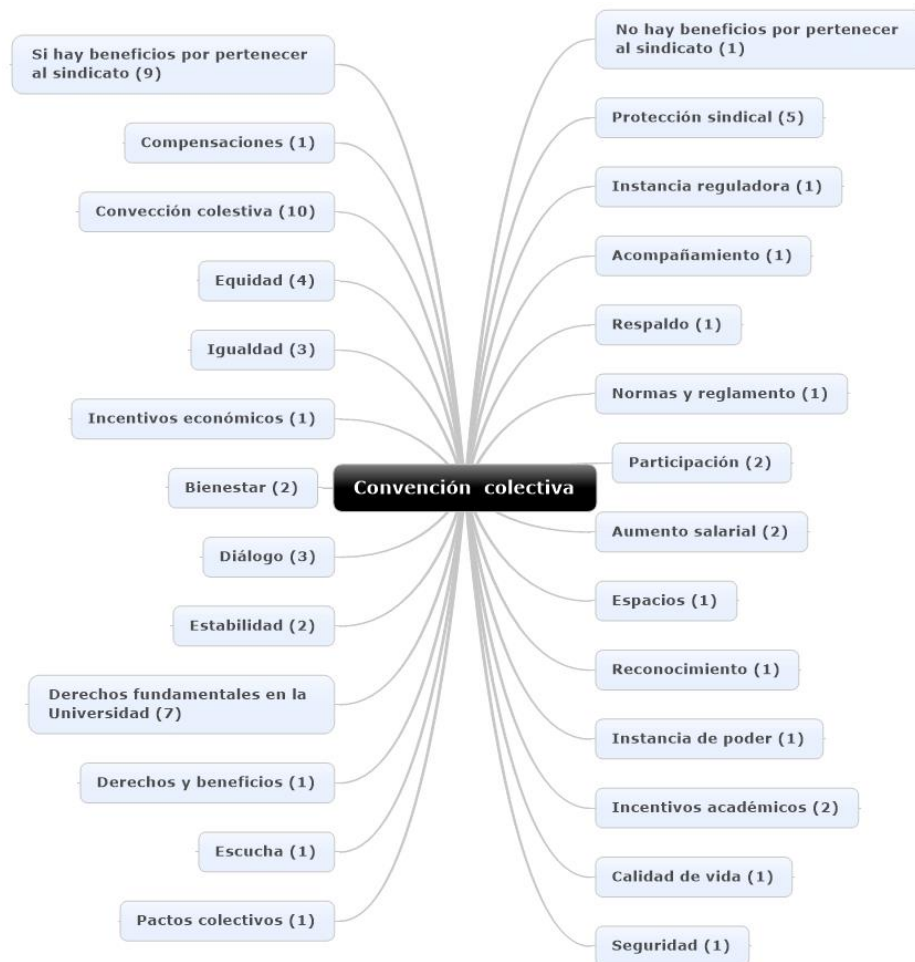 Si hay beneficios por pertenecer
al sindicato (9)
Compensaciones (1)
Convección colestiva (10)
Equidad (4)
Igualdad (3)
Incentivos económicos (1)
Bienestar (2)
Diálogo (3)
Estabilidad (2)
Derechos fundamentales en la
Universidad (7)
Derechos y beneficios (1)
Escucha (1)
Pactos colectivos (1)
Convención colectiva
No hay beneficios por pertenecer
al sindicato (1)
Protección sindical (5)
Instancia reguladora (1)
Acompañamiento (1)
Respaldo (1)
Normas y reglamento (1)
Participación (2)
Aumento salarial (2)
Espacios (1)
Reconocimiento (1)
Instancia de poder (1)
Incentivos académicos (2)
Calidad de vida (1)
Seguridad (1)